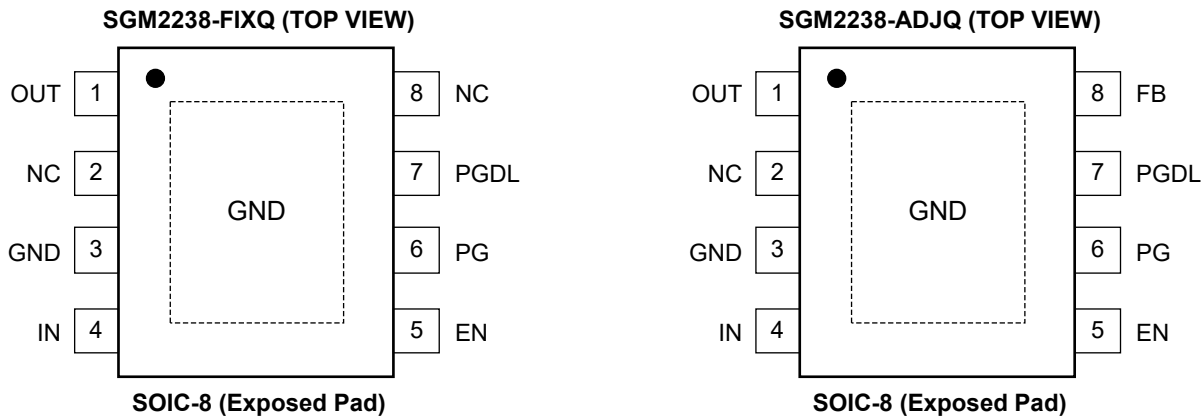 SGM2238-FIXQ (TOP VIEW)
OUT 1 8 NC
NC 2 7 PGDL
GND
GND 3 6 PG
IN 4 5 EN
SOIC-8 (Exposed Pad)
SGM2238-ADJQ (TOP VIEW)
OUT 1 8 FB
NC 2 7 PGDL
GND
GND 3 6 PG
IN 4 5 EN
SOIC-8 (Exposed Pad)